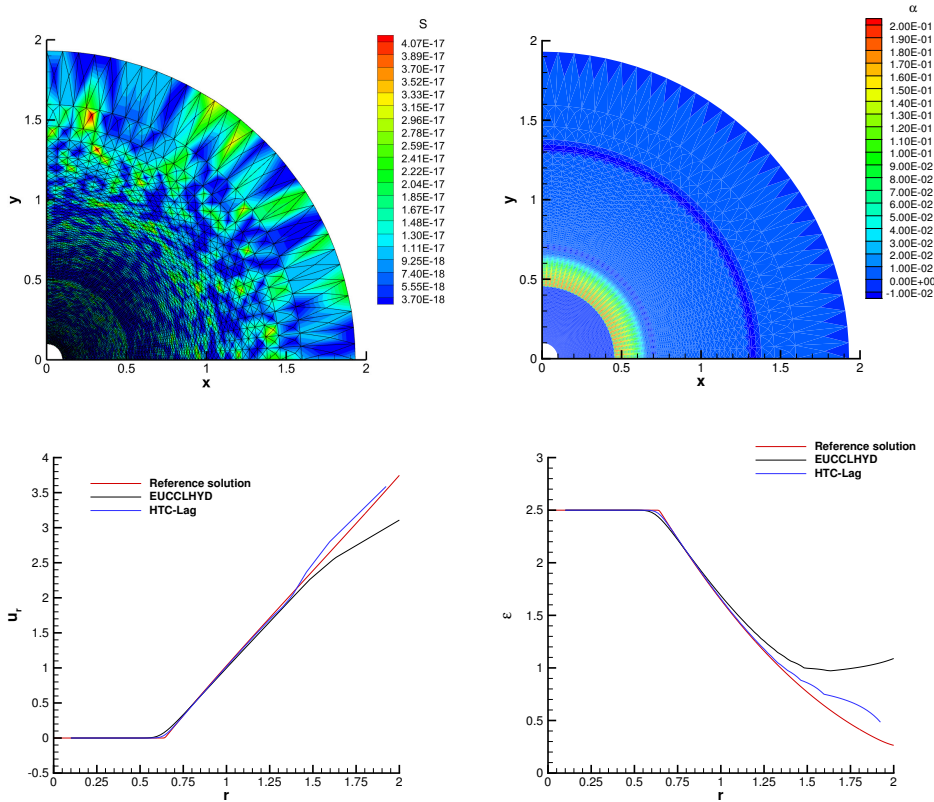 S
4.07E-17
3.89E-17
3.70E-17
3.52E-17
3.33E-17
3.15E-17
2.96E-17
2.78E-17
2.59E-17
2.41E-17
2.22E-17
2.04E-17
1.85E-17
1.67E-17
1.48E-17
1.30E-17
1.11E-17
9.25E-18
7.40E-18
5.55E-18
3.70E-18
y
2
1.5
1
0.5
0
0 0.5 1 1.5 2
x
α
2.00E-01
1.90E-01
1.80E-01
1.70E-01
1.60E-01
1.50E-01
1.40E-01
1.30E-01
1.20E-01
1.10E-01
1.00E-01
9.00E-02
8.00E-02
7.00E-02
6.00E-02
5.00E-02
4.00E-02
3.00E-02
2.00E-02
1.00E-02
0.00E+00
-1.00E-02
y
2
1.5
1
0.5
0
0 0.5 1 1.5 2
x
Reference solution
EUCCLHYD
HTC-Lag
u_r
4
3.5
3
2.5
2
1.5
1
0.5
0
-0.5
0 0.25 0.5 0.75 1 1.25 1.5 1.75 2
r
Reference solution
EUCCLHYD
HTC-Lag
ε
3
2.5
2
1.5
1
0.5
0
0 0.25 0.5 0.75 1 1.25 1.5 1.75 2
r